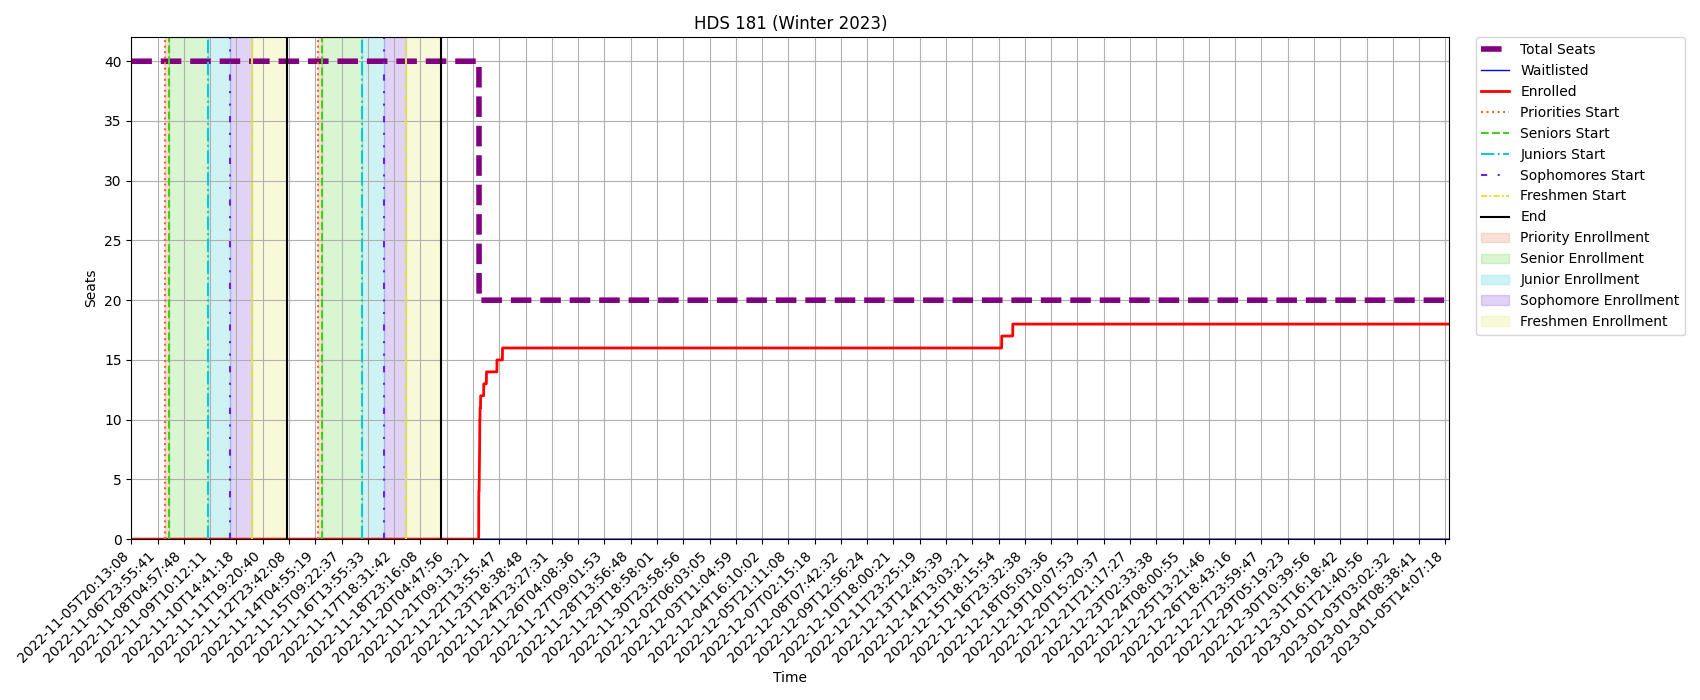 HDS 181 (Winter 2023)
Seats
40
35
30
25
20
15
10
5
0
2022-11-05T20:13:08
2022-11-06T23:55:41
2022-11-08T04:57:48
2022-11-09T10:12:11
2022-11-10T14:41:18
2022-11-11T19:20:40
2022-11-12T23:42:08
2022-11-14T04:55:19
2022-11-15T09:22:37
2022-11-16T13:55:33
2022-11-17T18:31:42
2022-11-18T23:16:08
2022-11-20T04:47:56
2022-11-21T09:13:21
2022-11-22T13:55:47
2022-11-23T18:38:48
2022-11-24T23:27:31
2022-11-26T04:08:36
2022-11-27T09:01:53
2022-11-28T13:56:48
2022-11-29T18:58:01
2022-11-30T23:58:56
2022-12-02T06:03:05
2022-12-03T11:04:59
2022-12-04T16:10:02
2022-12-05T21:11:08
2022-12-07T02:15:18
2022-12-08T07:42:32
2022-12-09T12:56:24
2022-12-10T18:00:21
2022-12-11T23:25:19
2022-12-13T12:45:39
2022-12-14T13:03:21
2022-12-15T18:15:54
2022-12-16T23:32:38
2022-12-18T05:03:36
2022-12-19T10:07:53
2022-12-20T15:20:37
2022-12-21T21:17:27
2022-12-23T02:33:38
2022-12-24T08:00:55
2022-12-25T13:21:46
2022-12-26T18:43:16
2022-12-27T23:59:47
2022-12-29T05:19:23
2022-12-30T10:39:56
2022-12-31T16:18:42
2023-01-01T21:40:56
2023-01-03T03:02:32
2023-01-04T08:38:41
2023-01-05T14:07:18
Time
Total Seats
Waitlisted
Enrolled
Priorities Start
Seniors Start
Juniors Start
Sophomores Start
Freshmen Start
End
Priority Enrollment
Senior Enrollment
Junior Enrollment
Sophomore Enrollment
Freshmen Enrollment